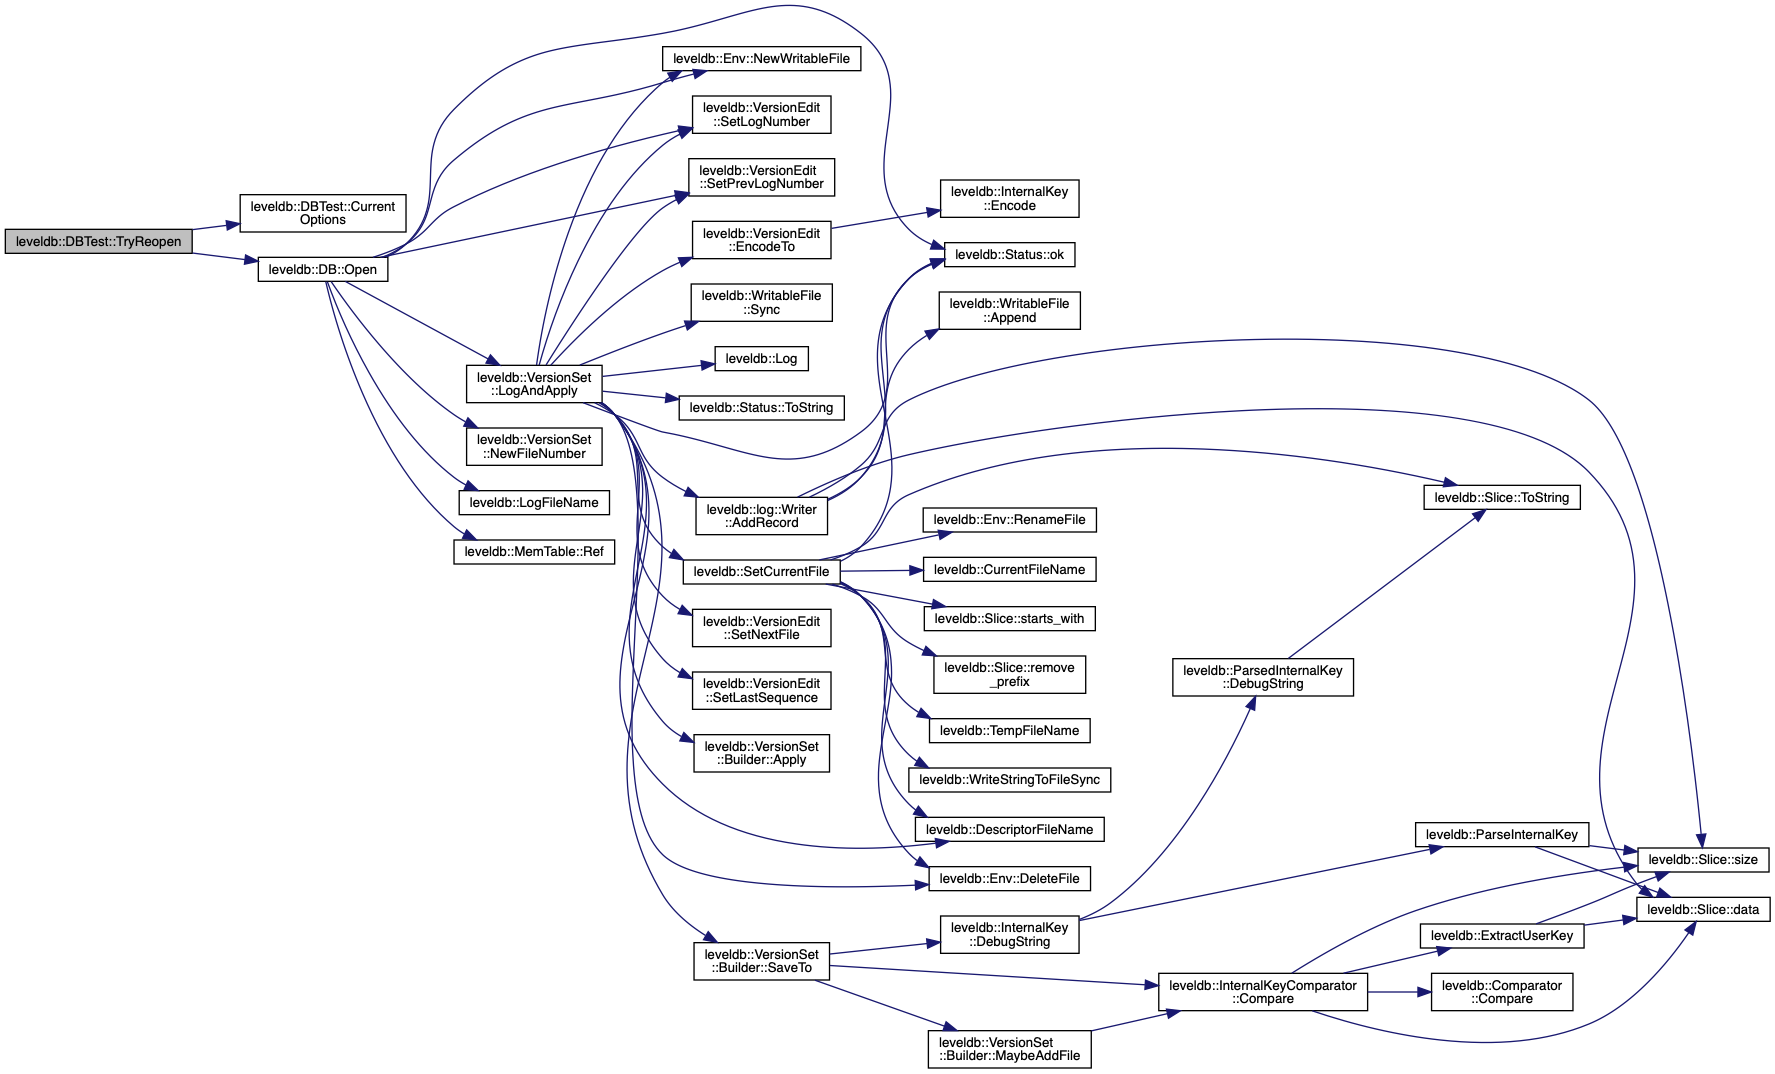 leveldb::DBTest::TryReopen
leveldb::DBTest::Current
Options
leveldb::DB::Open
leveldb::VersionSet
::LogAndApply
leveldb::VersionSet
::NewFileNumber
leveldb::LogFileName
leveldb::MemTable::Ref
leveldb::Env::NewWritableFile
leveldb::VersionEdit
::SetLogNumber
leveldb::VersionEdit
::SetPrevLogNumber
leveldb::VersionEdit
::EncodeTo
leveldb::WritableFile
::Sync
leveldb::Log
leveldb::Status::ToString
leveldb::log::Writer
::AddRecord
leveldb::SetCurrentFile
leveldb::VersionEdit
::SetNextFile
leveldb::VersionEdit
::SetLastSequence
leveldb::VersionSet
::Builder::Apply
leveldb::VersionSet
::Builder::SaveTo
leveldb::InternalKey
::Encode
leveldb::Status::ok
leveldb::WritableFile
::Append
leveldb::Env::RenameFile
leveldb::CurrentFileName
leveldb::Slice::starts_with
leveldb::Slice::remove
_prefix
leveldb::TempFileName
leveldb::WriteStringToFileSync
leveldb::DescriptorFileName
leveldb::Env::DeleteFile
leveldb::InternalKey
::DebugString
leveldb::VersionSet
::Builder::MaybeAddFile
leveldb::ParsedInternalKey
::DebugString
leveldb::InternalKeyComparator
::Compare
leveldb::Slice::ToString
leveldb::ParseInternalKey
leveldb::ExtractUserKey
leveldb::Comparator
::Compare
leveldb::Slice::size
leveldb::Slice::data